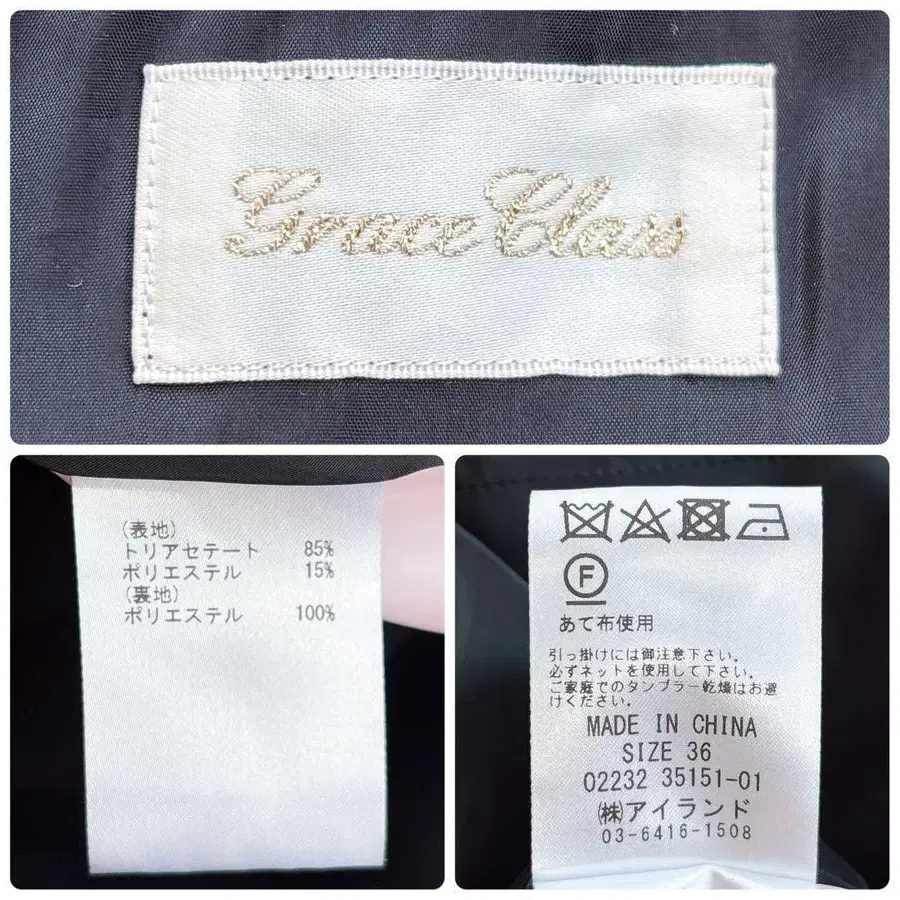 Grace Class
(表地)
トリアセテート 85%
ポリエステル 15%
(裏地)
ポリエステル 100%
F
あて布使用
引っ掛けには御注意下さい。
必ずネットを使用して下さい。
ご家庭でのタンブラー乾燥はお避
けください。
MADE IN CHINA
SIZE 36
02232 35151-01
㈱アイランド
03-6416-1508